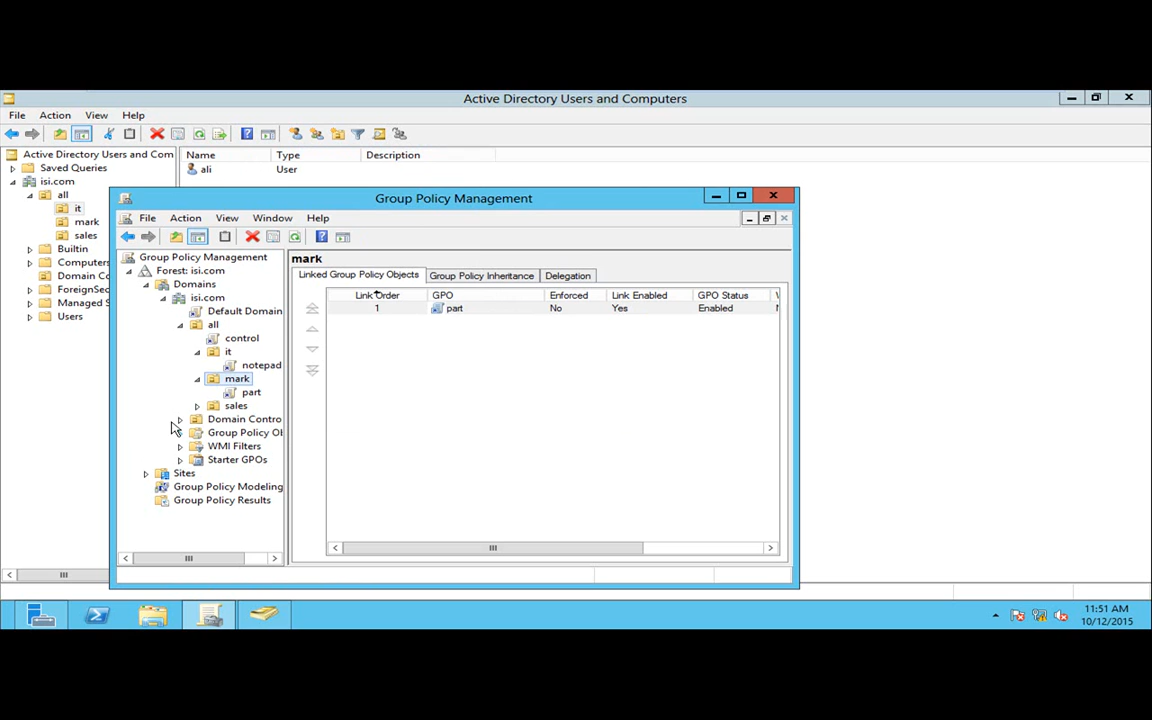 Active Directory Users and Computers
File Action View Help
Active Directory Users and Com
Saved Queries
isi.com
all
it
mark
sales
Builtin
Computers
Domain Co
ForeignSec
Managed S
Users
Name Type Description
ali User
Group Policy Management
File Action View Window Help
Group Policy Management
Forest: isi.com
Domains
isi.com
Default Domain
all
control
it
notepad
mark
part
sales
Domain Contro
Group Policy Ob
WMI Filters
Starter GPOs
Sites
Group Policy Modeling
Group Policy Results
mark
Linked Group Policy Objects Group Policy Inheritance Delegation
Link Order GPO Enforced Link Enabled GPO Status
1 part No Yes Enabled
11:51 AM
10/12/2015